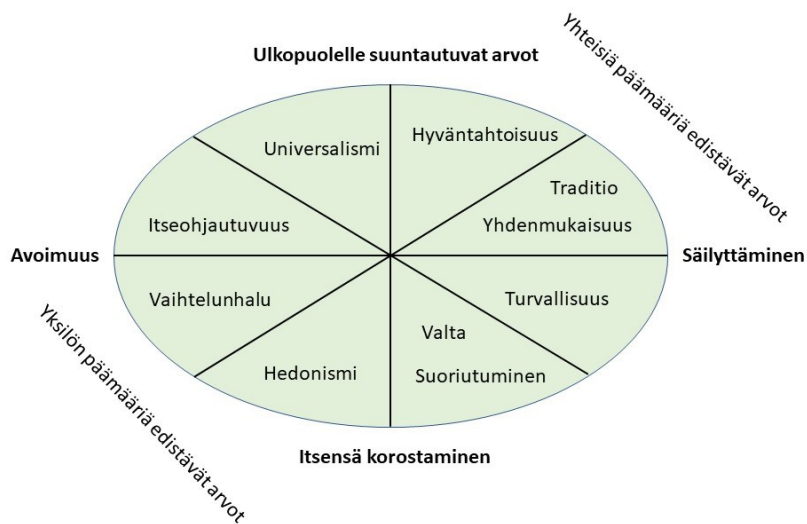 Ulkopuolelle suuntautuvat arvot
Yhteisiä päämääriä edistävät arvot
Universalismi
Hyväntahtoisuus
Traditio
Itseohjautuvuus
Yhdenmukaisuus
Avoimuus
Säilyttäminen
Vaihtelunhalu
Turvallisuus
Valta
Hedonismi
Suoriutuminen
Yksilön päämääriä edistävät arvot
Itsensä korostaminen